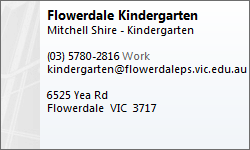 Flowerdale Kindergarten
Mitchell Shire - Kindergarten
(03) 5780-2816 Work
kindergarten@flowerdaleps.vic.edu.au
6525 Yea Rd
Flowerdale VIC 3717